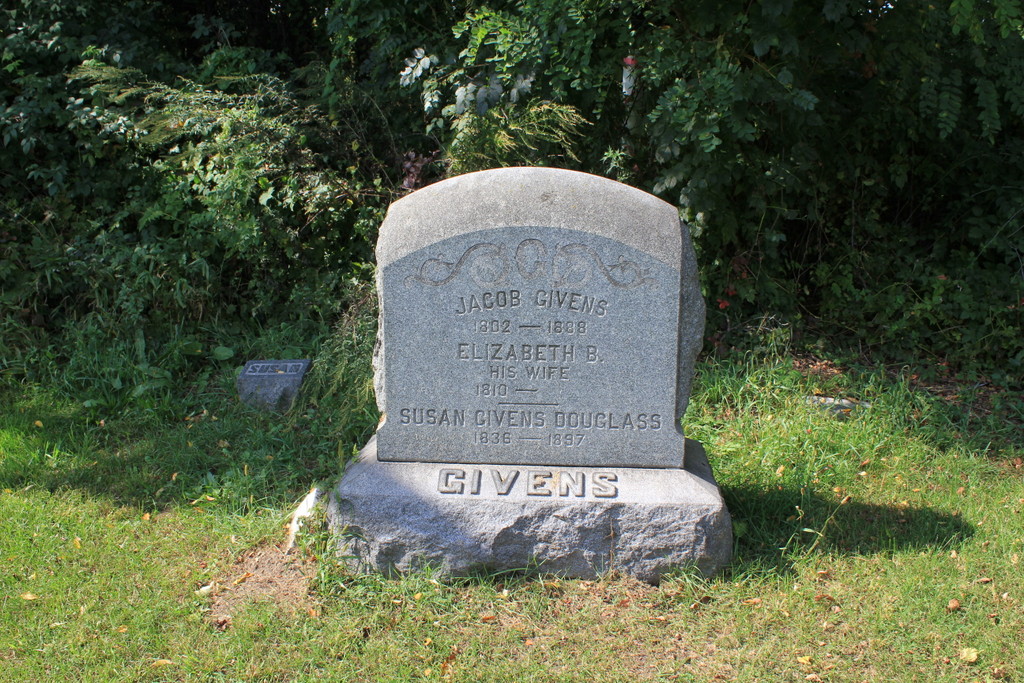 JACOB GIVENS
1802 — 1888
ELIZABETH B.
HIS WIFE
1810 —
SUSAN GIVENS DOUGLASS
1836 — 1897
GIVENS
SUSAN